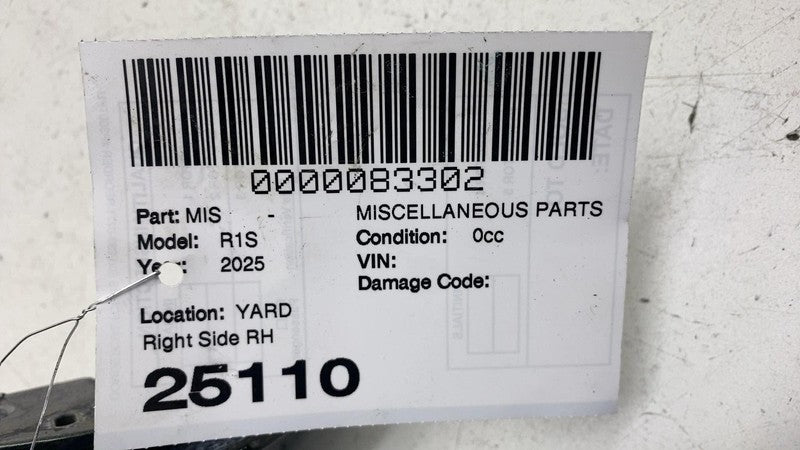 0000083302
Part: MIS - MISCELLANEOUS PARTS
Model: R1S Condition: 0cc
Year: 2025 VIN:
Damage Code:
Location: YARD
Right Side RH
25110